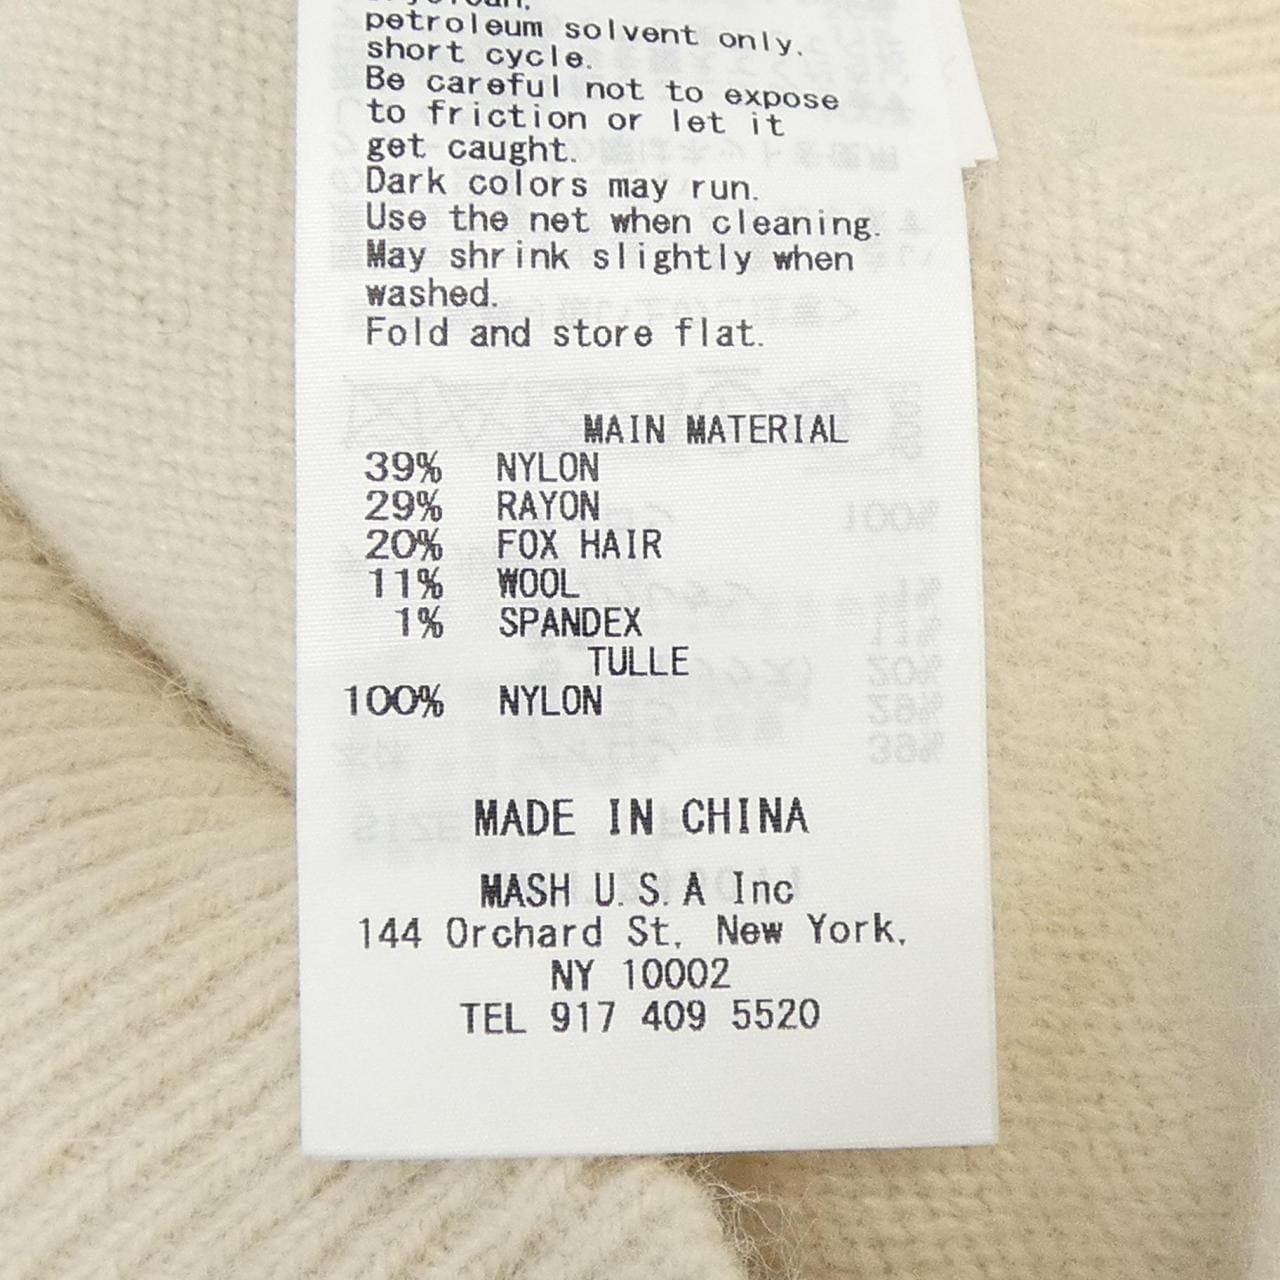 petroleum solvent only.
short cycle.
Be careful not to expose
to friction or let it
get caught.
Dark colors may run.
Use the net when cleaning.
May shrink slightly when
washed.
Fold and store flat.
MAIN MATERIAL
39% NYLON
29% RAYON
20% FOX HAIR
11% WOOL
1% SPANDEX
TULLE
100% NYLON
MADE IN CHINA
MASH U.S.A Inc
144 Orchard St. New York,
NY 10002
TEL 917 409 5520